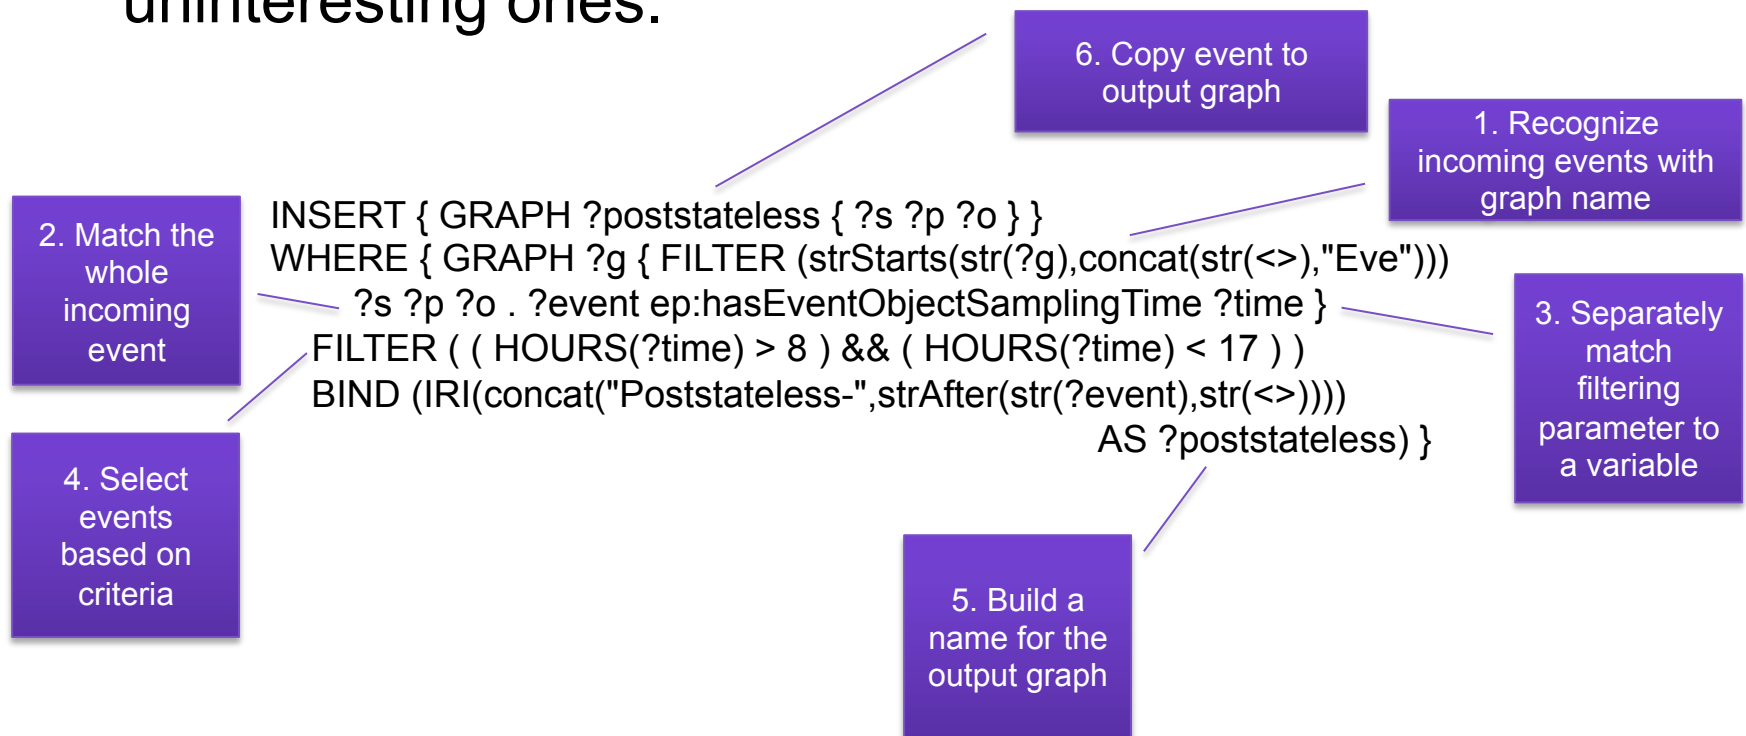 uninteresting ones.
6. Copy event to
output graph
1. Recognize
incoming events with
graph name
2. Match the
whole
incoming
event
INSERT { GRAPH ?poststateless { ?s ?p ?o } }
WHERE { GRAPH ?g { FILTER (strStarts(str(?g),concat(str(<>),"Eve")))
?s ?p ?o . ?event ep:hasEventObjectSamplingTime ?time }
FILTER ( ( HOURS(?time) > 8 ) && ( HOURS(?time) < 17 ) )
BIND (IRI(concat("Poststateless-",strAfter(str(?event),str(<>))))
AS ?poststateless) }
3. Separately
match
filtering
parameter to
a variable
4. Select
events
based on
criteria
5. Build a
name for the
output graph